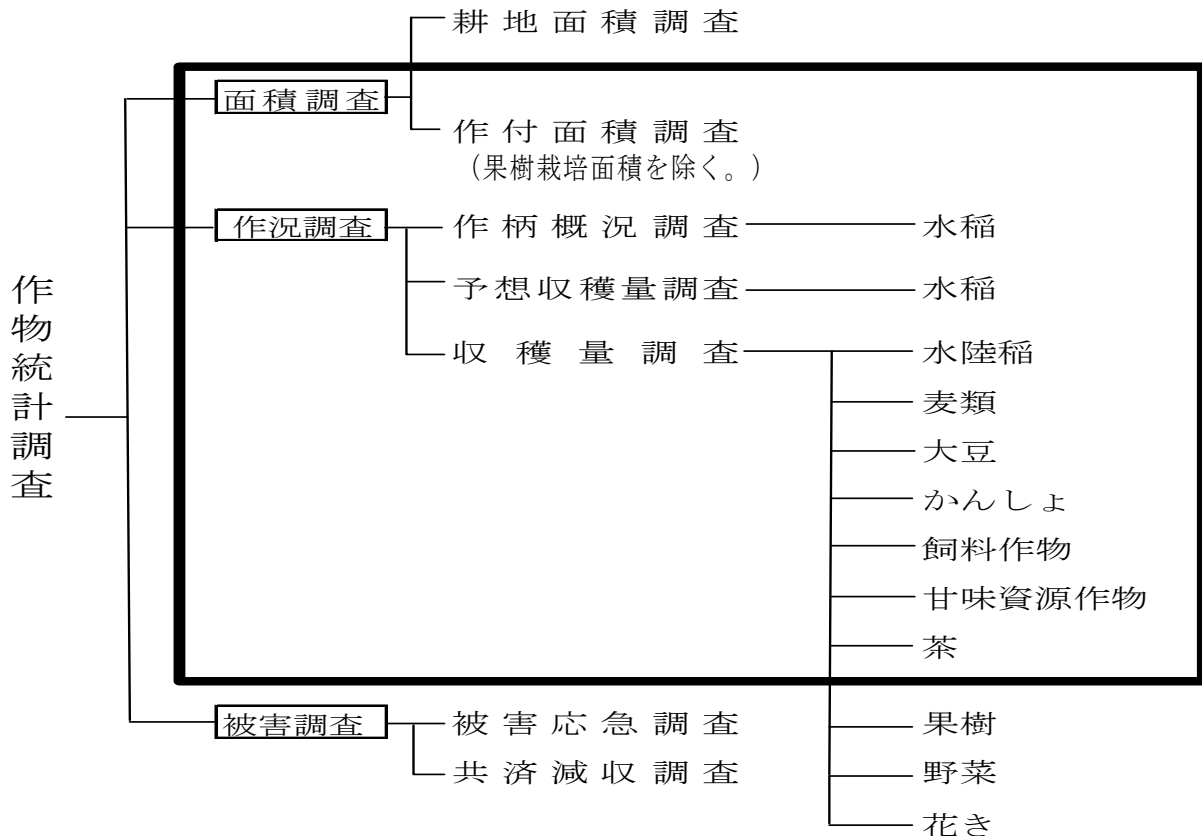 作物統計調査
耕地面積調査
面積調査
作付面積調査
（果樹栽培面積を除く。）
作況調査
作柄概況調査
水稲
予想収穫量調査
水稲
収穫量調査
水陸稲
麦類
大豆
かんしょ
飼料作物
甘味資源作物
茶
被害調査
被害応急調査
果樹
共済減収調査
野菜
花き